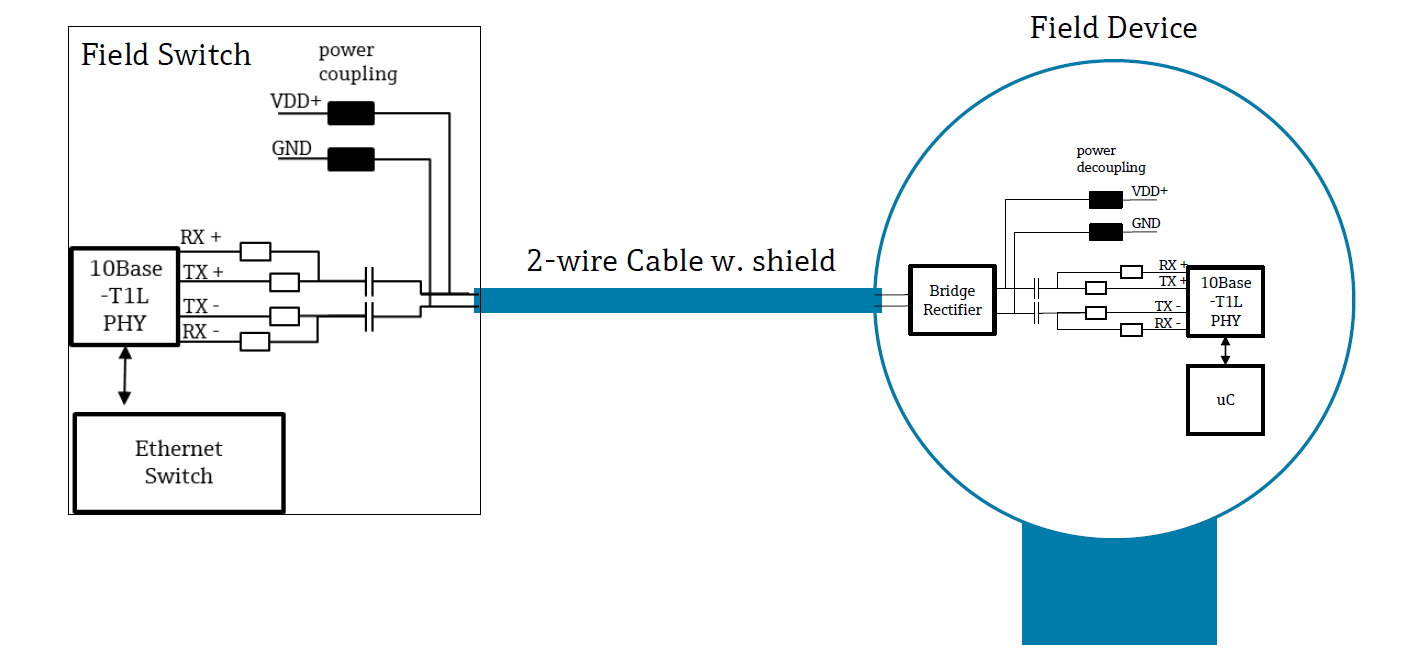 Field Switch
power
coupling
VDD+
GND
RX +
TX +
TX -
RX -
10Base
-T1L
PHY
Ethernet
Switch
2-wire Cable w. shield
Field Device
power
decoupling
VDD+
GND
Bridge
Rectifier
RX +
TX +
TX -
RX -
10Base
-T1L
PHY
uC